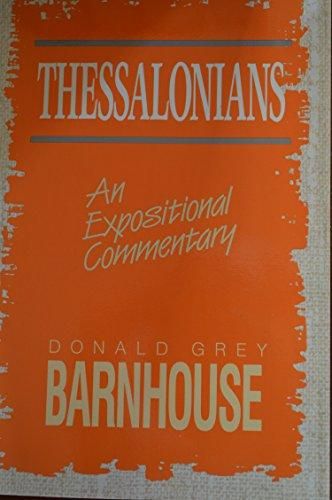 THESSALONIANS
An
Expositional
Commentary
DONALD GREY
BARNHOUSE